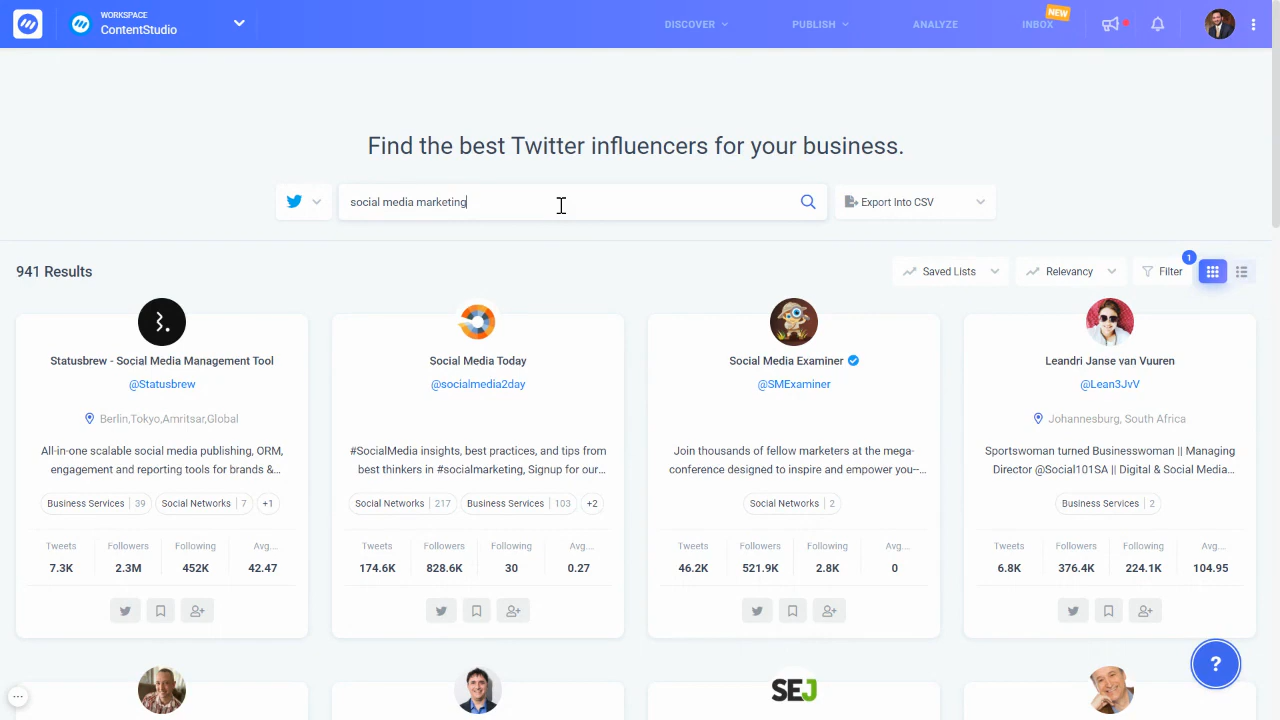 WORKSPACE
ContentStudio
DISCOVER
PUBLISH
ANALYZE
INBOX
NEW
Find the best Twitter influencers for your business.
social media marketing
Export Into CSV
941 Results
Saved Lists
Relevancy
Filter
1
Statusbrew - Social Media Management Tool
@Statusbrew
Berlin,Tokyo,Amritsar,Global
All-in-one scalable social media publishing, ORM,
engagement and reporting tools for brands &...
Business Services 39 Social Networks 7 +1
Tweets Followers Following Avg...
7.3K 2.3M 452K 42.47
Social Media Today
@socialmedia2day
#SocialMedia insights, best practices, and tips from
best thinkers in #socialmarketing, Signup for our...
Social Networks 217 Business Services 103 +2
Tweets Followers Following Avg...
174.6K 828.6K 30 0.27
Social Media Examiner
@SMExaminer
Join thousands of fellow marketers at the mega-
conference designed to inspire and empower you--...
Social Networks 2
Tweets Followers Following Avg...
46.2K 521.9K 2.8K 0
Leandri Janse van Vuuren
@Lean3JvV
Johannesburg, South Africa
Sportswoman turned Businesswoman || Managing
Director @Social101SA || Digital & Social Media...
Business Services 2
Tweets Followers Following Avg...
6.8K 376.4K 224.1K 104.95
SEJ
?